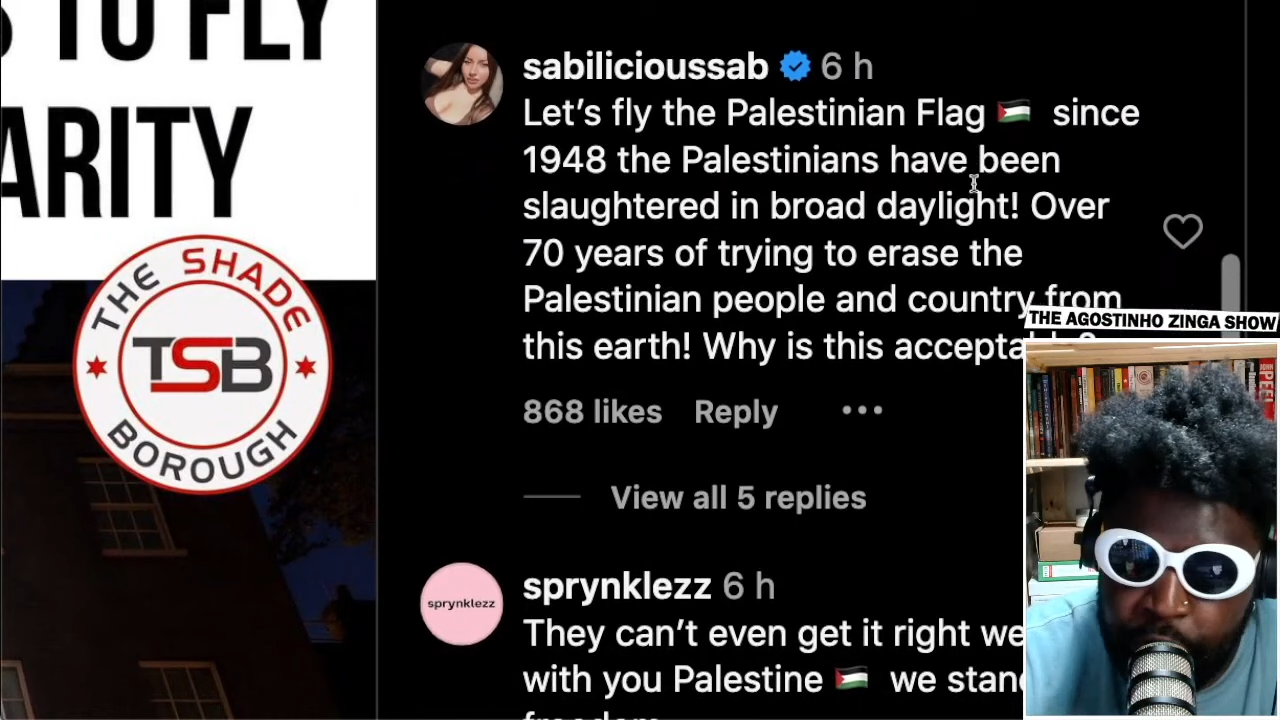 TO FLY
ARITY
THE SHADE
TSB
BOROUGH
sabilicioussab 6 h
Let’s fly the Palestinian Flag 🇵🇸 since
1948 the Palestinians have been
slaughtered in broad daylight! Over
70 years of trying to erase the
Palestinian people and country from
this earth! Why is this accepta
868 likes Reply •••
View all 5 replies
sprynklezz
sprynklezz 6 h
They can’t even get it right we
with you Palestine 🇵🇸 we stand
freedom
THE AGOSTINHO ZINGA SHOW
JOHN
PEEL